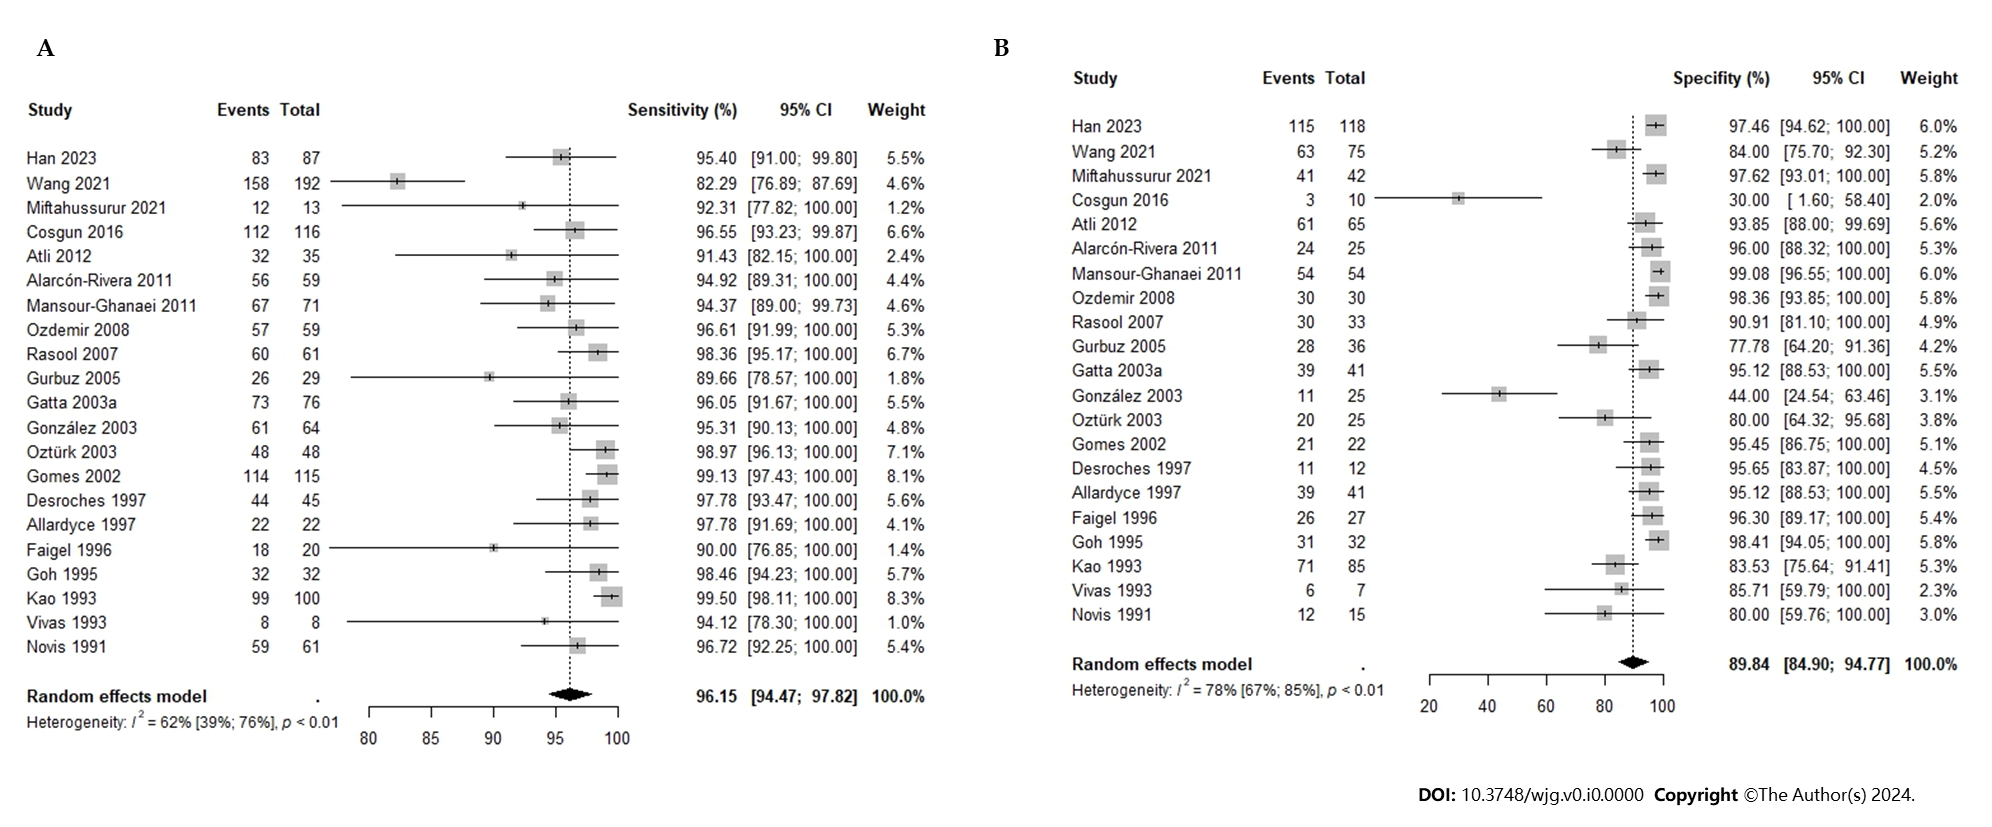 A
Study Events Total Sensitivity (%) 95% CI Weight
Han 2023 83 87 95.40 [91.00; 99.80] 5.5%
Wang 2021 158 192 82.29 [76.89; 87.69] 4.6%
Miftahussurur 2021 12 13 92.31 [77.82; 100.00] 1.2%
Cosgun 2016 112 116 96.55 [93.23; 99.87] 6.6%
Atli 2012 32 35 91.43 [82.15; 100.00] 2.4%
Alarcón-Rivera 2011 56 59 94.92 [89.31; 100.00] 4.4%
Mansour-Ghanaei 2011 67 71 94.37 [89.00; 99.73] 4.6%
Ozdemir 2008 57 59 96.61 [91.99; 100.00] 5.3%
Rasool 2007 60 61 98.36 [95.17; 100.00] 6.7%
Gurbuz 2005 26 29 89.66 [78.57; 100.00] 1.8%
Gatta 2003a 73 76 96.05 [91.67; 100.00] 5.5%
González 2003 61 64 95.31 [90.13; 100.00] 4.8%
Oztürk 2003 48 48 98.97 [96.13; 100.00] 7.1%
Gomes 2002 114 115 99.13 [97.43; 100.00] 8.1%
Desroches 1997 44 45 97.78 [93.47; 100.00] 5.6%
Allardyce 1997 22 22 97.78 [91.69; 100.00] 4.1%
Faigel 1996 18 20 90.00 [76.85; 100.00] 1.4%
Goh 1995 32 32 98.46 [94.23; 100.00] 5.7%
Kao 1993 99 100 99.50 [98.11; 100.00] 8.3%
Vivas 1993 8 8 94.12 [78.30; 100.00] 1.0%
Novis 1991 59 61 96.72 [92.25; 100.00] 5.4%
Random effects model . 96.15 [94.47; 97.82] 100.0%
Heterogeneity: I² = 62% [39%; 76%], p < 0.01
80 85 90 95 100
B
Study Events Total Specifity (%) 95% CI Weight
Han 2023 115 118 97.46 [94.62; 100.00] 6.0%
Wang 2021 63 75 84.00 [75.70; 92.30] 5.2%
Miftahussurur 2021 41 42 97.62 [93.01; 100.00] 5.8%
Cosgun 2016 3 10 30.00 [ 1.60; 58.40] 2.0%
Atli 2012 61 65 93.85 [88.00; 99.69] 5.6%
Alarcón-Rivera 2011 24 25 96.00 [88.32; 100.00] 5.3%
Mansour-Ghanaei 2011 54 54 99.08 [96.55; 100.00] 6.0%
Ozdemir 2008 30 30 98.36 [93.85; 100.00] 5.8%
Rasool 2007 30 33 90.91 [81.10; 100.00] 4.9%
Gurbuz 2005 28 36 77.78 [64.20; 91.36] 4.2%
Gatta 2003a 39 41 95.12 [88.53; 100.00] 5.5%
González 2003 11 25 44.00 [24.54; 63.46] 3.1%
Oztürk 2003 20 25 80.00 [64.32; 95.68] 3.8%
Gomes 2002 21 22 95.45 [86.75; 100.00] 5.1%
Desroches 1997 11 12 95.65 [83.87; 100.00] 4.5%
Allardyce 1997 39 41 95.12 [88.53; 100.00] 5.5%
Faigel 1996 26 27 96.30 [89.17; 100.00] 5.4%
Goh 1995 31 32 98.41 [94.05; 100.00] 5.8%
Kao 1993 71 85 83.53 [75.64; 91.41] 5.3%
Vivas 1993 6 7 85.71 [59.79; 100.00] 2.3%
Novis 1991 12 15 80.00 [59.76; 100.00] 3.0%
Random effects model . 89.84 [84.90; 94.77] 100.0%
Heterogeneity: I² = 78% [67%; 85%], p < 0.01
20 40 60 80 100
DOI: 10.3748/wjg.v0.i0.0000 Copyright ©The Author(s) 2024.